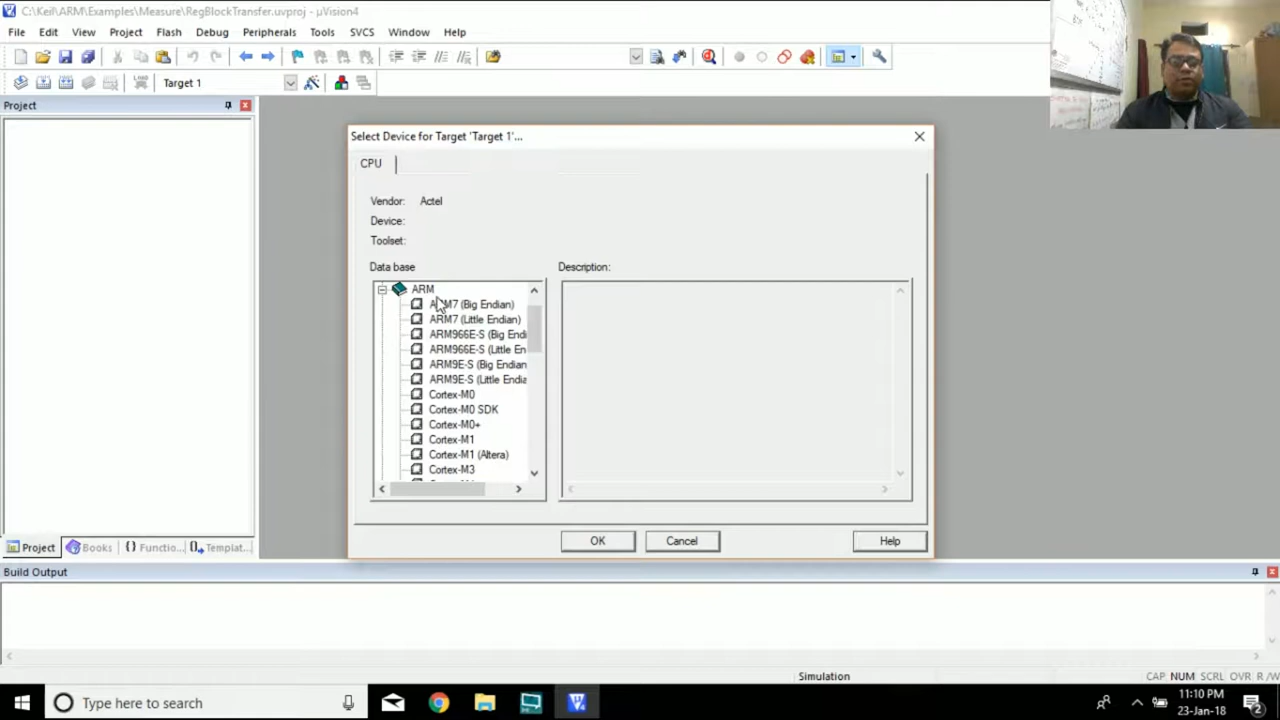 C:\Keil\ARM\Examples\Measure\RegBlockTransfer.uvproj - µVision4
File Edit View Project Flash Debug Peripherals Tools SVCS Window Help
Target 1
Project
Select Device for Target 'Target 1'...
CPU
Vendor: Actel
Device:
Toolset:
Data base
Description:
ARM
ARM7 (Big Endian)
ARM7 (Little Endian)
ARM966E-S (Big Endi
ARM966E-S (Little En
ARM9E-S (Big Endian
ARM9E-S (Little Endia
Cortex-M0
Cortex-M0 SDK
Cortex-M0+
Cortex-M1
Cortex-M1 (Altera)
Cortex-M3
OK Cancel Help
Project Books {} Functio... Templat...
Build Output
Simulation CAP NUM SCRL OVR R/W
Type here to search
11:10 PM
23-Jan-18
2